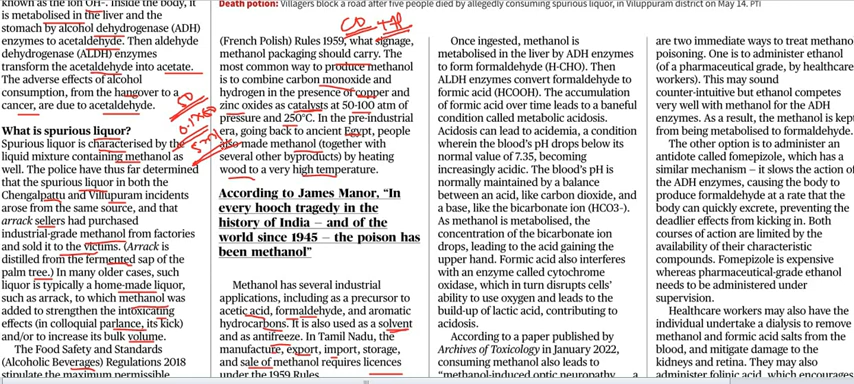 Death potion: Villagers block a road after five people died by allegedly consuming spurious liquor, in Viluppuram district on May 14. PTI
known as the ion OH-. Inside the body, it
is metabolised in the liver and the
stomach by alcohol dehydrogenase (ADH)
enzymes to acetaldehyde. Then aldehyde
dehydrogenase (ALDH) enzymes
transform the acetaldehyde into acetate.
The adverse effects of alcohol
consumption, from the hangover to a
cancer, are due to acetaldehyde.
What is spurious liquor?
Spurious liquor is characterised by the
liquid mixture containing methanol as
well. The police have thus far determined
that the spurious liquor in both the
Chengalpattu and Villupuram incidents
arose from the same source, and that
arrack sellers had purchased
industrial-grade methanol from factories
and sold it to the victims. (Arrack is
distilled from the fermented sap of the
palm tree.) In many older cases, such
liquor is typically a home-made liquor,
such as arrack, to which methanol was
added to strengthen the intoxicating
effects (in colloquial parlance, its kick)
and/or to increase its bulk volume.
The Food Safety and Standards
(Alcoholic Beverages) Regulations 2018
stipulate the maximum permissible
CO
(French Polish) Rules 1959, what signage,
methanol packaging should carry. The
most common way to produce methanol
is to combine carbon monoxide and
hydrogen in the presence of copper and
zinc oxides as catalysts at 50-100 atm of
pressure and 250°C. In the pre-industrial
era, going back to ancient Egypt, people
also made methanol (together with
several other byproducts) by heating
wood to a very high temperature.
According to James Manor, “In
every hooch tragedy in the
history of India – and of the
world since 1945 – the poison has
been methanol”
Methanol has several industrial
applications, including as a precursor to
acetic acid, formaldehyde, and aromatic
hydrocarbons. It is also used as a solvent
and as antifreeze. In Tamil Nadu, the
manufacture, export, import, storage,
and sale of methanol requires licences
under the 1959 Rules.
Once ingested, methanol is
metabolised in the liver by ADH enzymes
to form formaldehyde (H-CHO). Then
ALDH enzymes convert formaldehyde to
formic acid (HCOOH). The accumulation
of formic acid over time leads to a baneful
condition called metabolic acidosis.
Acidosis can lead to acidemia, a condition
wherein the blood’s pH drops below its
normal value of 7.35, becoming
increasingly acidic. The blood’s pH is
normally maintained by a balance
between an acid, like carbon dioxide, and
a base, like the bicarbonate ion (HCO3-).
As methanol is metabolised, the
concentration of the bicarbonate ion
drops, leading to the acid gaining the
upper hand. Formic acid also interferes
with an enzyme called cytochrome
oxidase, which in turn disrupts cells’
ability to use oxygen and leads to the
build-up of lactic acid, contributing to
acidosis.
According to a paper published by
Archives of Toxicology in January 2022,
consuming methanol also leads to
“methanol-induced optic neuropathy, a
are two immediate ways to treat methanol
poisoning. One is to administer ethanol
(of a pharmaceutical grade, by healthcare
workers). This may sound
counter-intuitive but ethanol competes
very well with methanol for the ADH
enzymes. As a result, the methanol is kept
from being metabolised to formaldehyde.
The other option is to administer an
antidote called fomepizole, which has a
similar mechanism – it slows the action of
the ADH enzymes, causing the body to
produce formaldehyde at a rate that the
body can quickly excrete, preventing the
deadlier effects from kicking in. Both
courses of action are limited by the
availability of their characteristic
compounds. Fomepizole is expensive
whereas pharmaceutical-grade ethanol
needs to be administered under
supervision.
Healthcare workers may also have the
individual undertake a dialysis to remove
methanol and formic acid salts from the
blood, and mitigate damage to the
kidneys and retina. They may also
administer folinic acid, which encourages